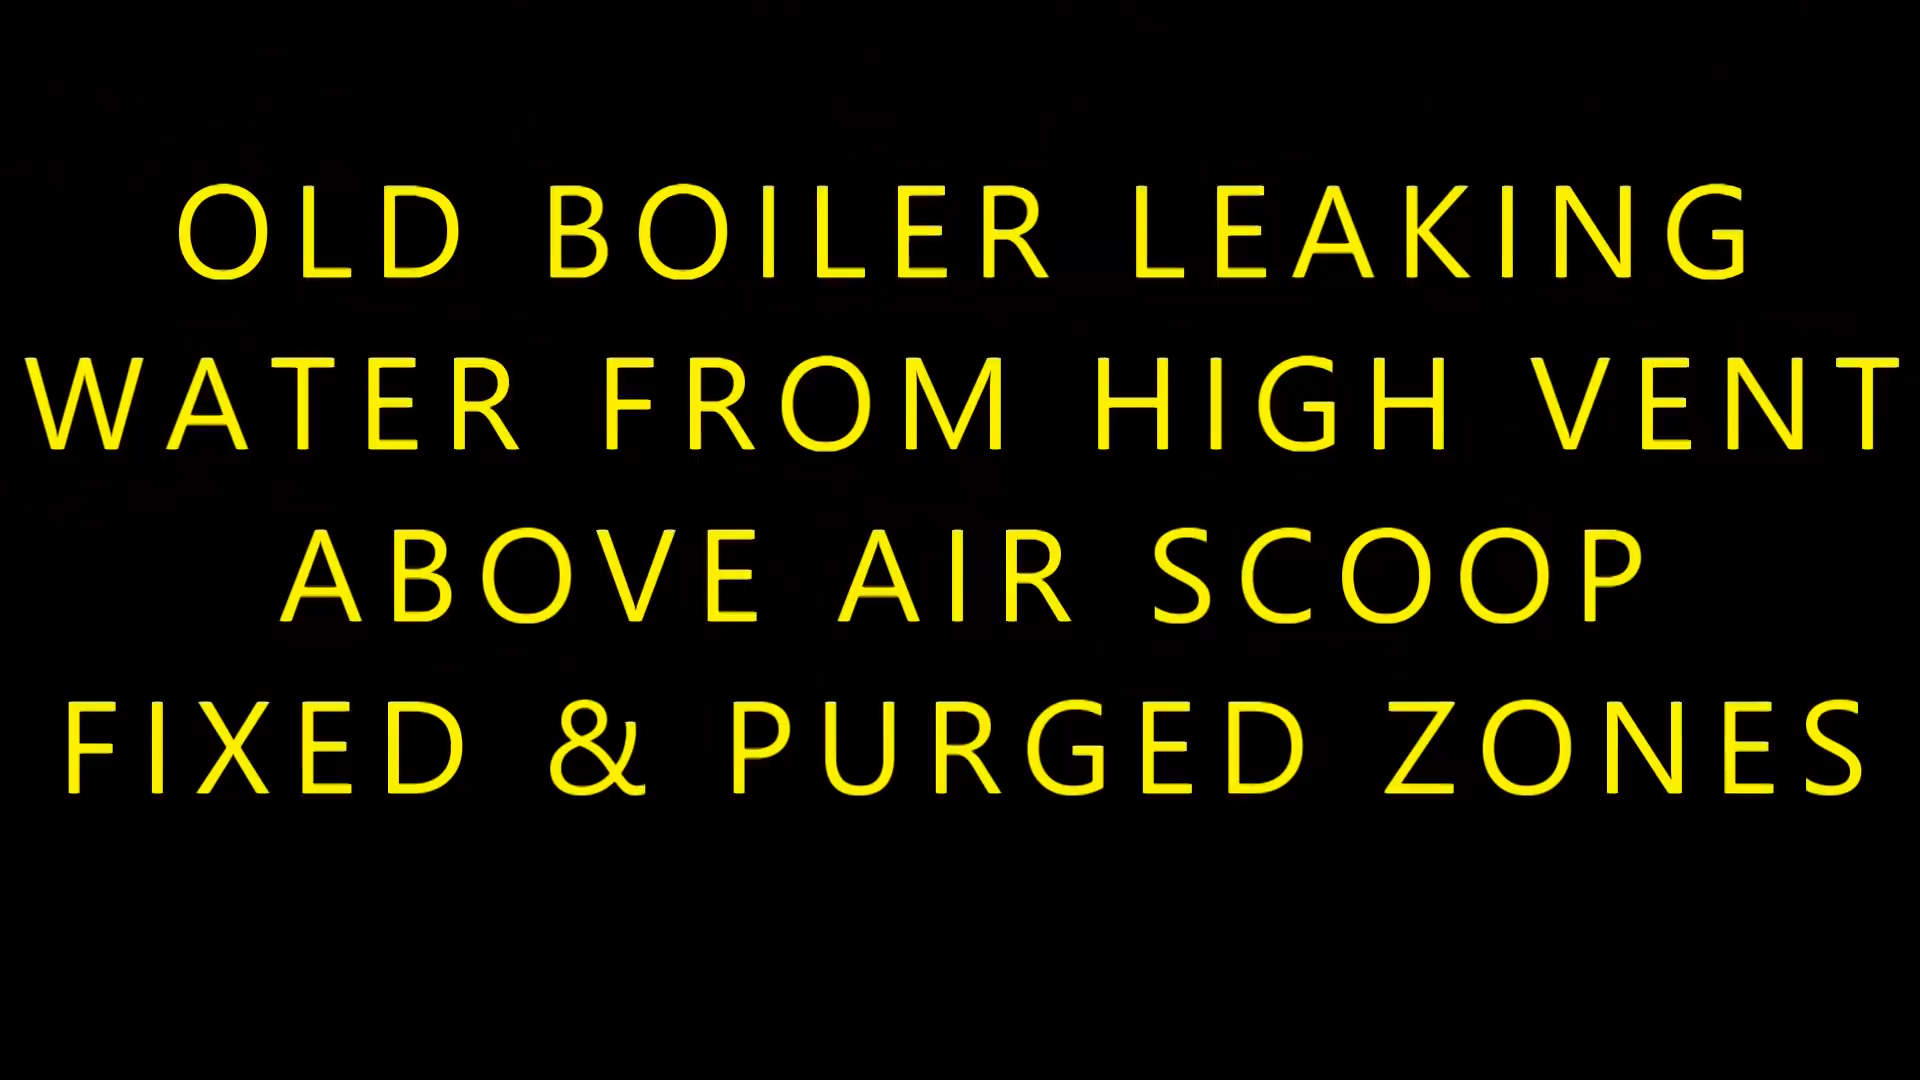 OLD BOILER LEAKING
WATER FROM HIGH VENT
ABOVE AIR SCOOP
FIXED & PURGED ZONES